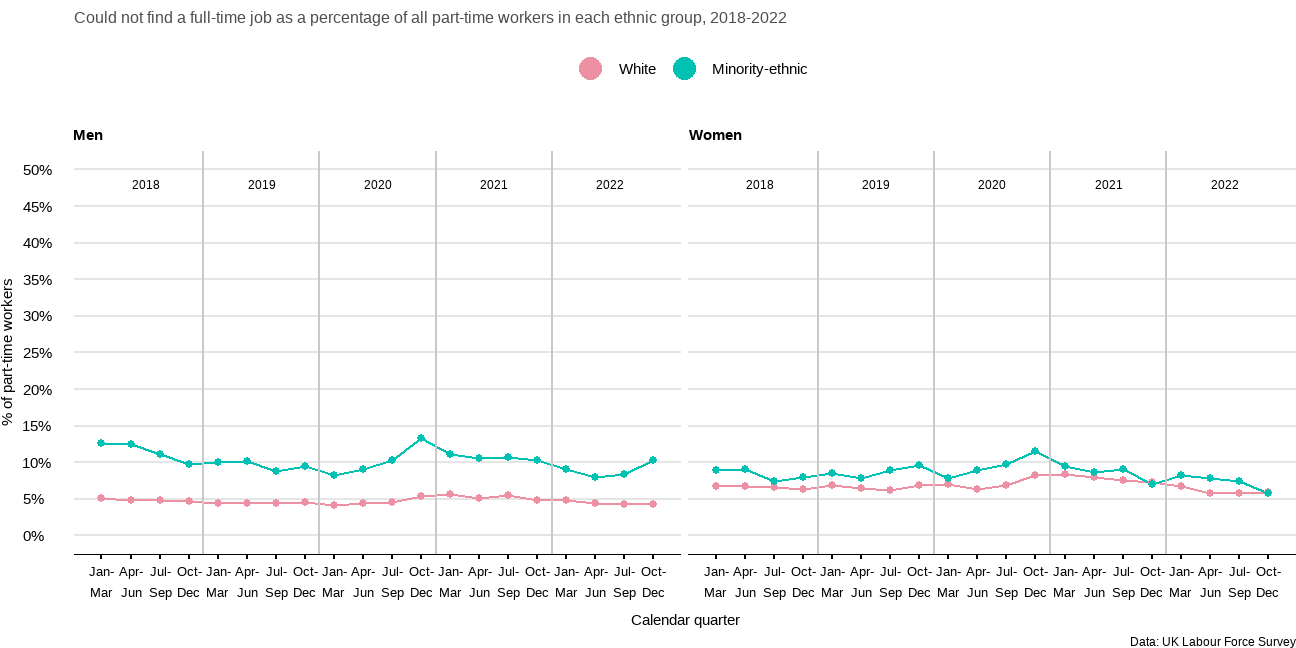 Could not find a full-time job as a percentage of all part-time workers in each ethnic group, 2018-2022
White Minority-ethnic
Men Women
% of part-time workers
50%
45%
40%
35%
30%
25%
20%
15%
10%
5%
0%
2018 2019 2020 2021 2022 2018 2019 2020 2021 2022
Jan- Apr- Jul- Oct- Jan- Apr- Jul- Oct- Jan- Apr- Jul- Oct- Jan- Apr- Jul- Oct- Jan- Apr- Jul- Oct- Jan- Apr- Jul- Oct- Jan- Apr- Jul- Oct- Jan- Apr- Jul- Oct- Jan- Apr- Jul- Oct- Jan- Apr- Jul- Oct-
Mar Jun Sep Dec Mar Jun Sep Dec Mar Jun Sep Dec Mar Jun Sep Dec Mar Jun Sep Dec Mar Jun Sep Dec Mar Jun Sep Dec Mar Jun Sep Dec Mar Jun Sep Dec Mar Jun Sep Dec
Calendar quarter
Data: UK Labour Force Survey